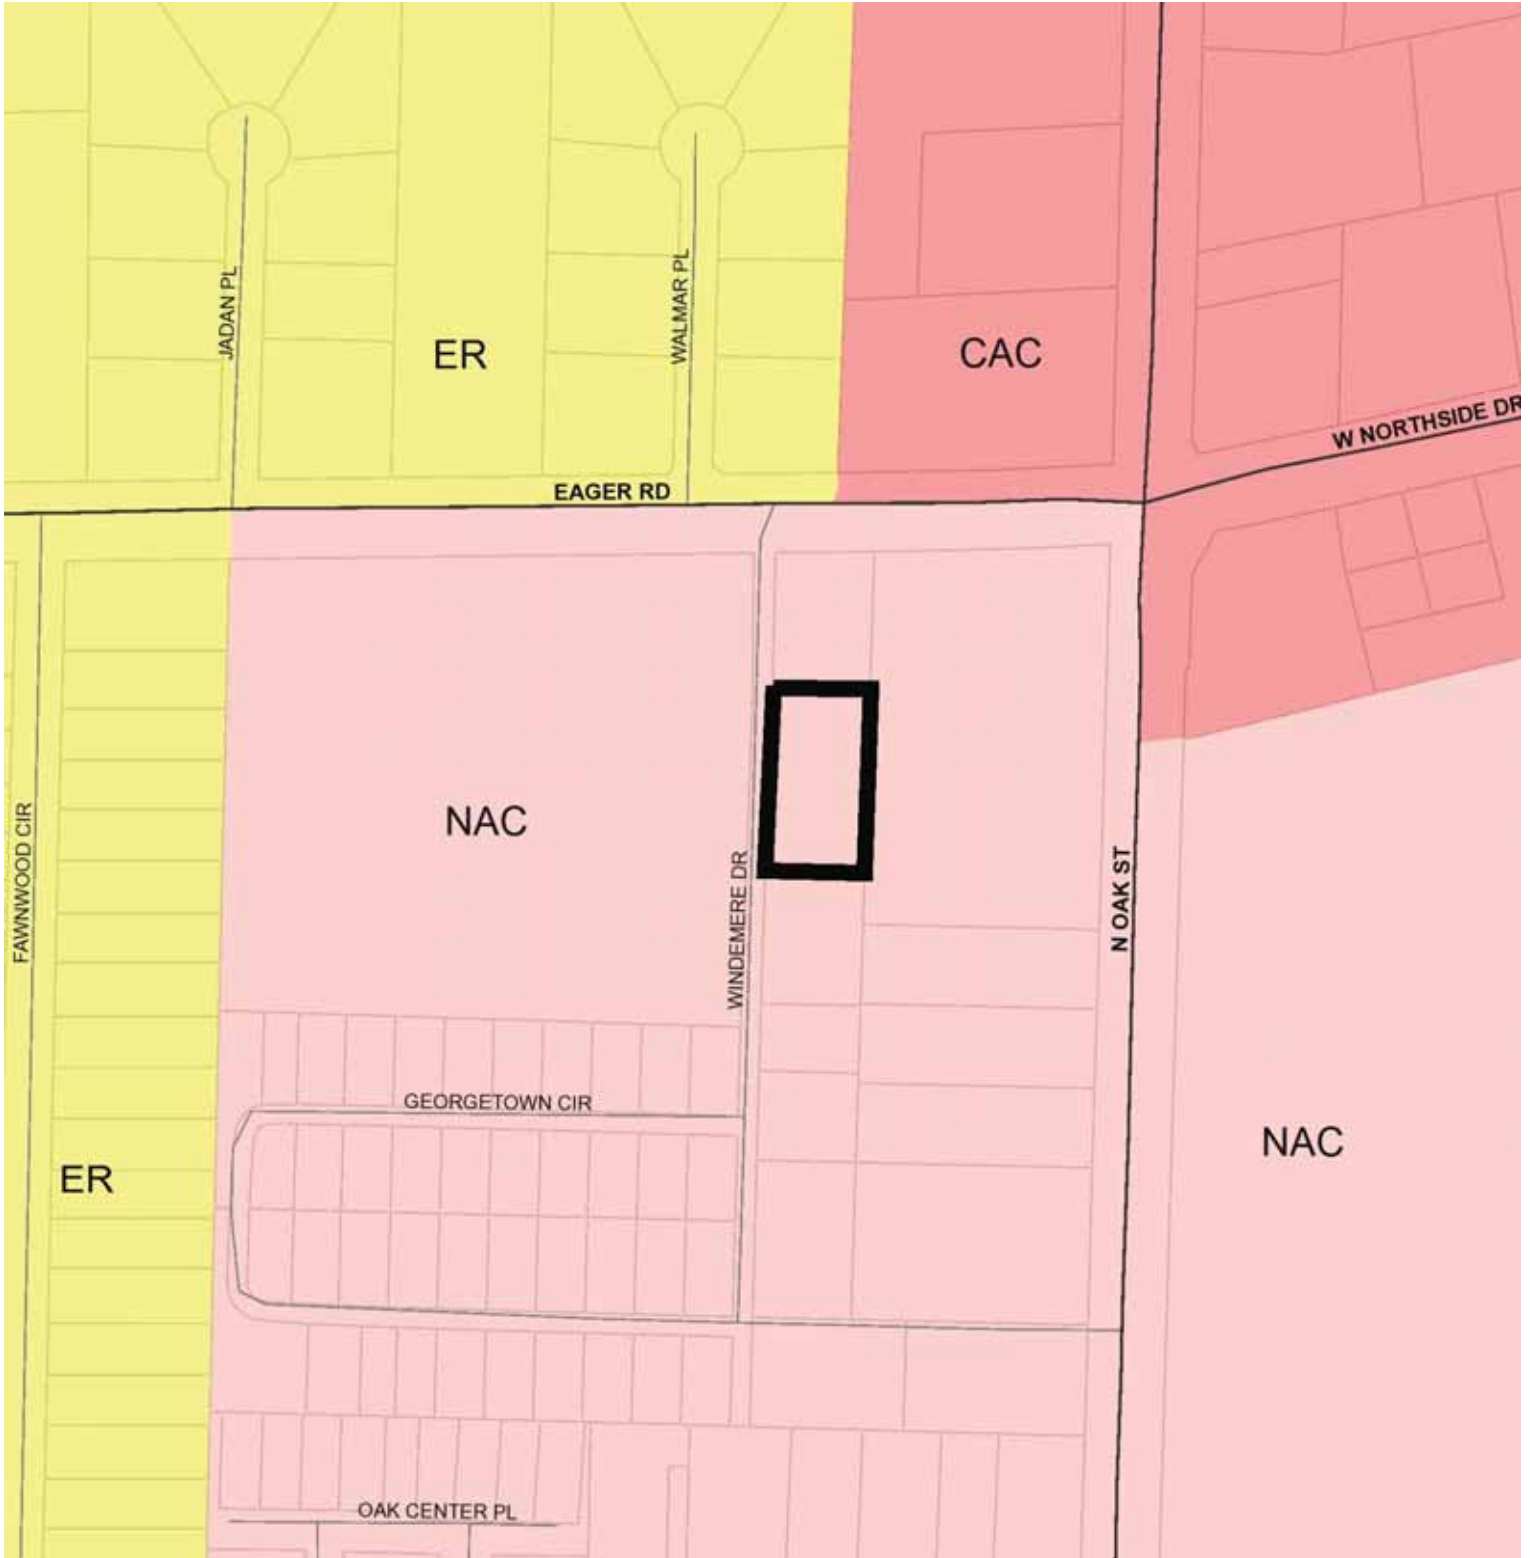 JADAN PL
WALMAR PL
ER
CAC
W NORTHSIDE DR
EAGER RD
NAC
FAWNWOOD CIR
WINDEMERE DR
N OAK ST
GEORGETOWN CIR
NAC
ER
OAK CENTER PL